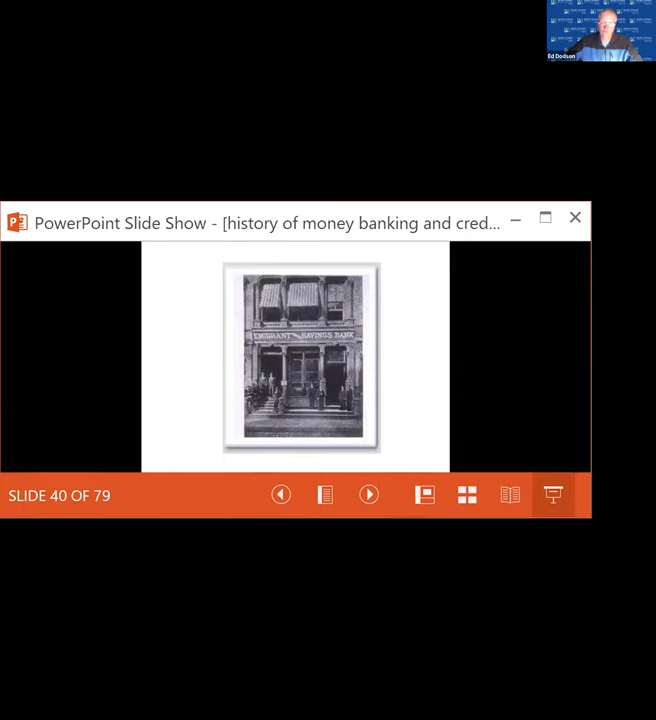 Ed Dodson
PowerPoint Slide Show - [history of money banking and cred...
EMIGRANT SAVINGS BANK
SLIDE 40 OF 79